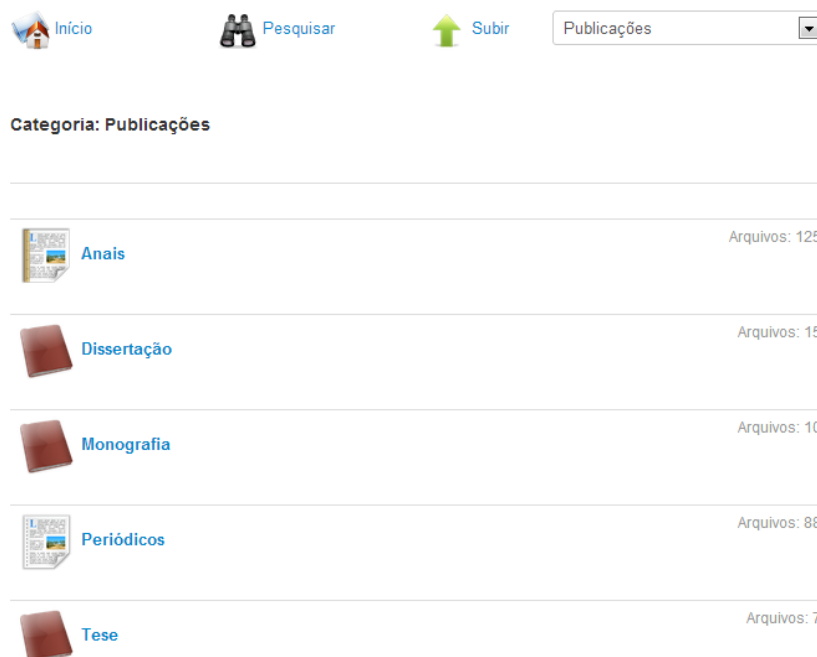 Início Pesquisar Subir Publicações
Categoria: Publicações
Arquivos: 125
Anais
Arquivos: 15
Dissertação
Arquivos: 10
Monografia
Arquivos: 88
Periódicos
Arquivos: 7
Tese